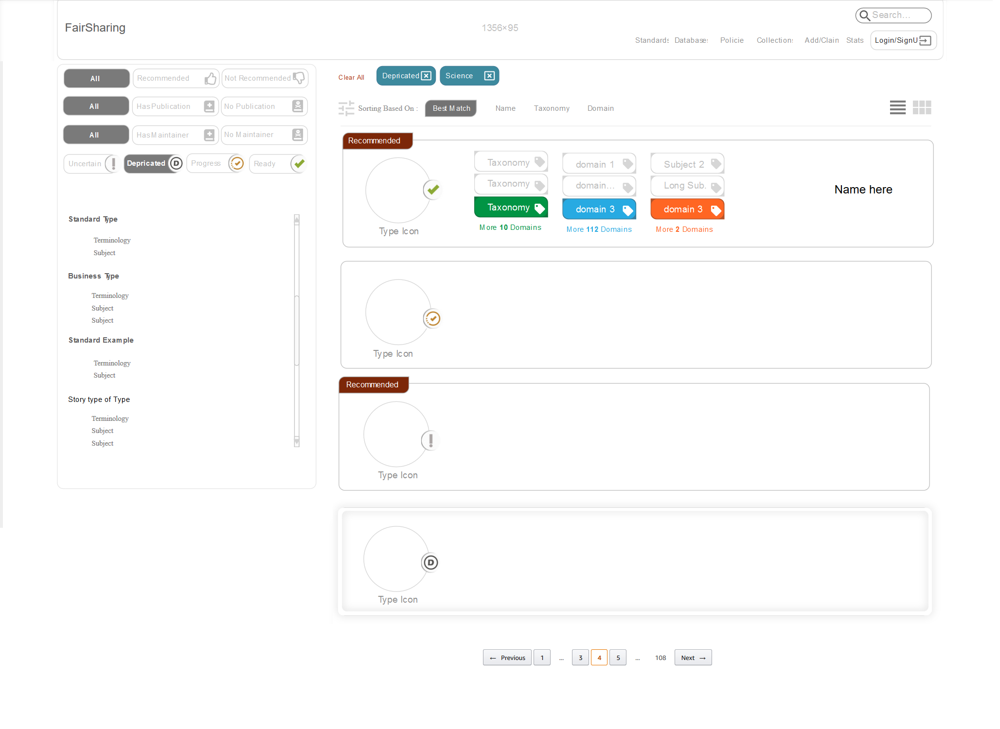 Search...
FairSharing
1356×95
Standards Databases Policie Collections Add/Clain Stats Login/SignU
All Recommended Not Recommended
Clear All Depricated Science
All HasPublication No Publication
Sorting Based On : Best Match Name Taxonomy Domain
All HasMaintainer No Maintainer
Uncertain Depricated D Progress Ready
Standard Type
Terminology
Subject
Business Type
Terminology
Subject
Subject
Standard Example
Terminology
Subject
Story type of Type
Terminology
Subject
Subject
Recommended
Taxonomy domain 1 Subject 2
Taxonomy domain... Long Sub.
Name here
Taxonomy domain 3 domain 3
More 10 Domains More 112 Domains More 2 Domains
Type Icon
Type Icon
Recommended
Type Icon
D
Type Icon
← Previous 1 ... 3 4 5 ... 108 Next →